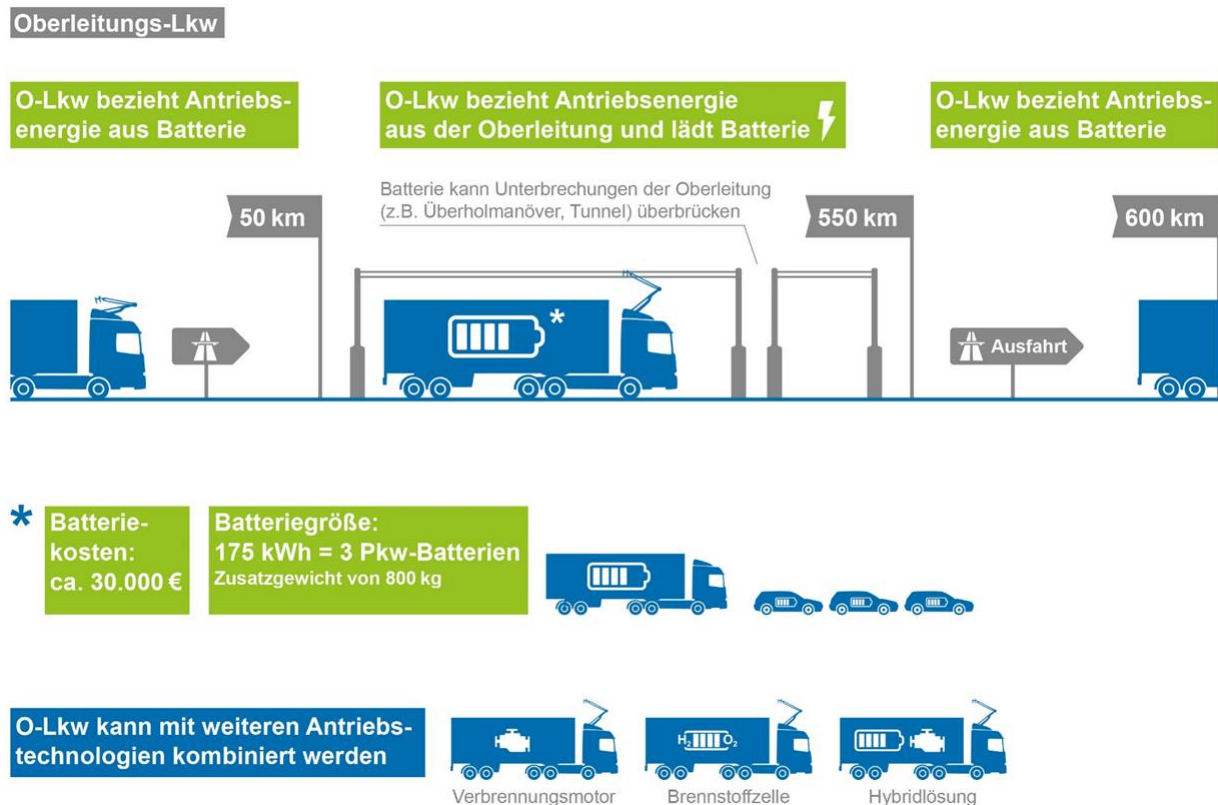 Oberleitungs-Lkw
O-Lkw bezieht Antriebs-
energie aus Batterie
O-Lkw bezieht Antriebsenergie
aus der Oberleitung und lädt Batterie
O-Lkw bezieht Antriebs-
energie aus Batterie
Batterie kann Unterbrechungen der Oberleitung
(z.B. Überholmanöver, Tunnel) überbrücken
50 km
550 km
600 km
*
Ausfahrt
* Batterie-
kosten:
ca. 30.000 €
Batteriegröße:
175 kWh = 3 Pkw-Batterien
Zusatzgewicht von 800 kg
O-Lkw kann mit weiteren Antriebs-
technologien kombiniert werden
H₂ O₂
Verbrennungsmotor
Brennstoffzelle
Hybridlösung